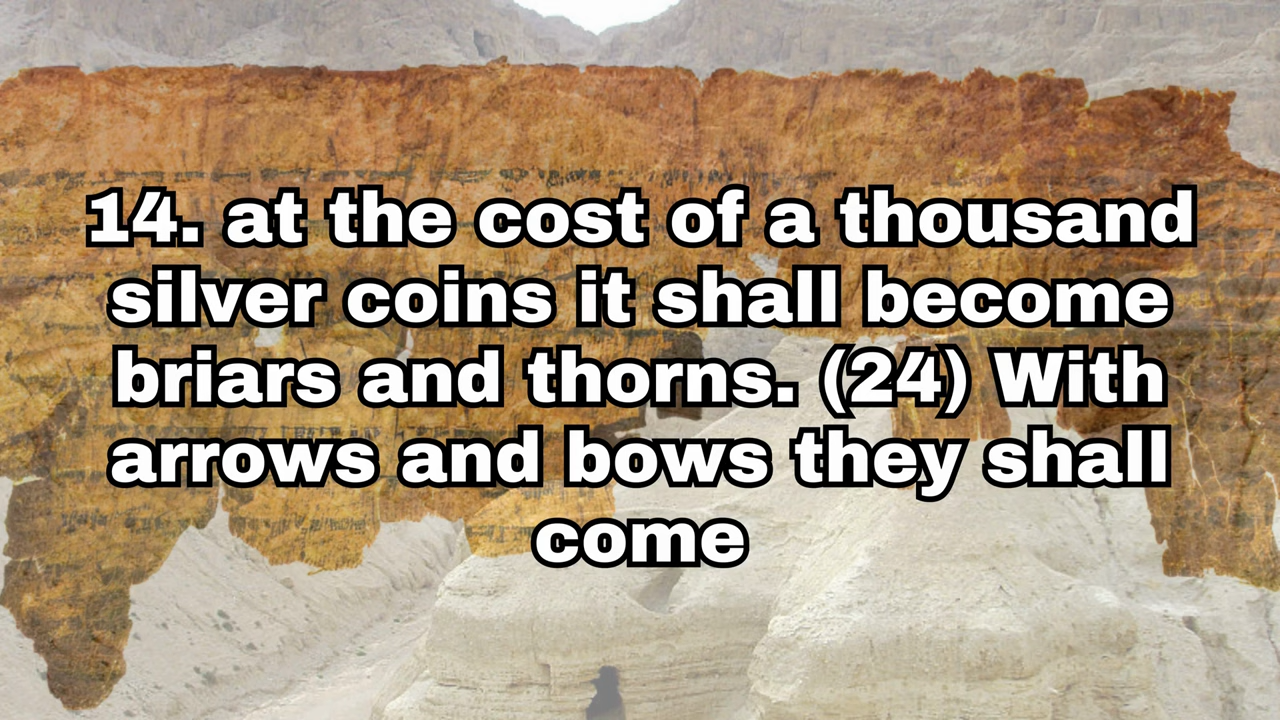 14. at the cost of a thousand
silver coins it shall become
briars and thorns. (24) With
arrows and bows they shall
come